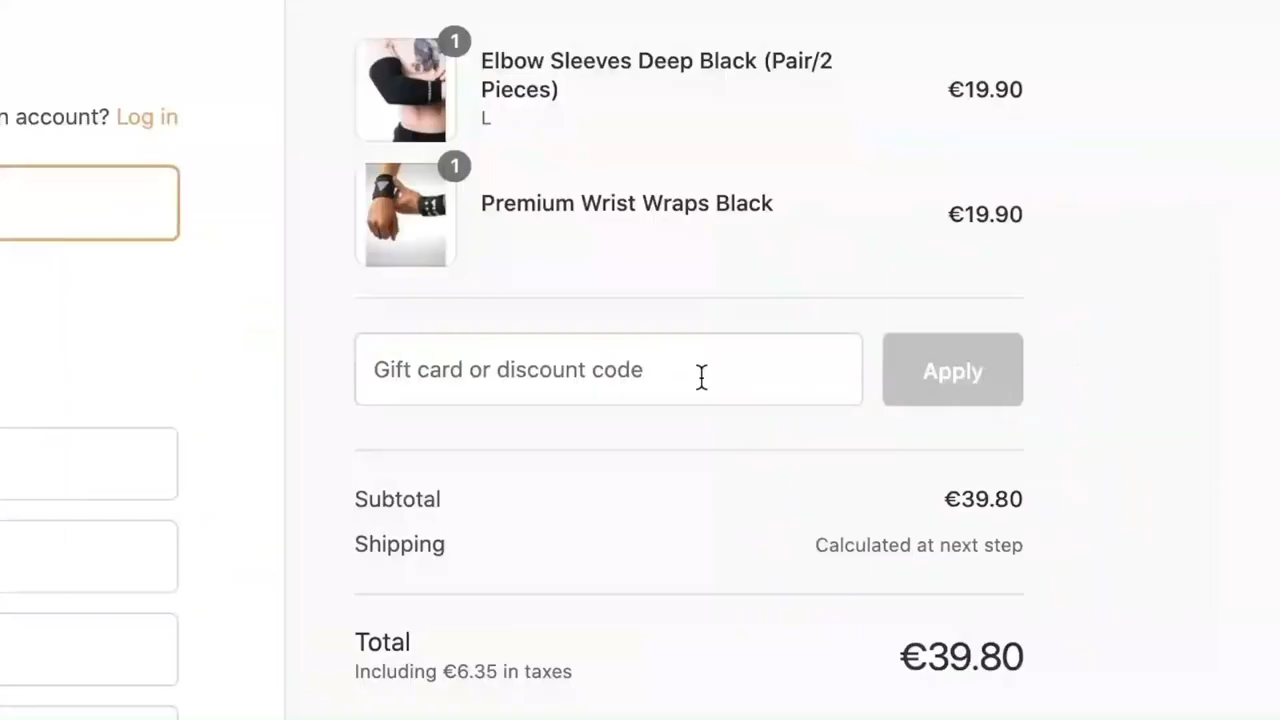 n account? Log in
1
Elbow Sleeves Deep Black (Pair/2
Pieces)
L
€19.90
1
Premium Wrist Wraps Black
€19.90
Gift card or discount code
Apply
Subtotal
€39.80
Shipping
Calculated at next step
Total
Including €6.35 in taxes
€39.80